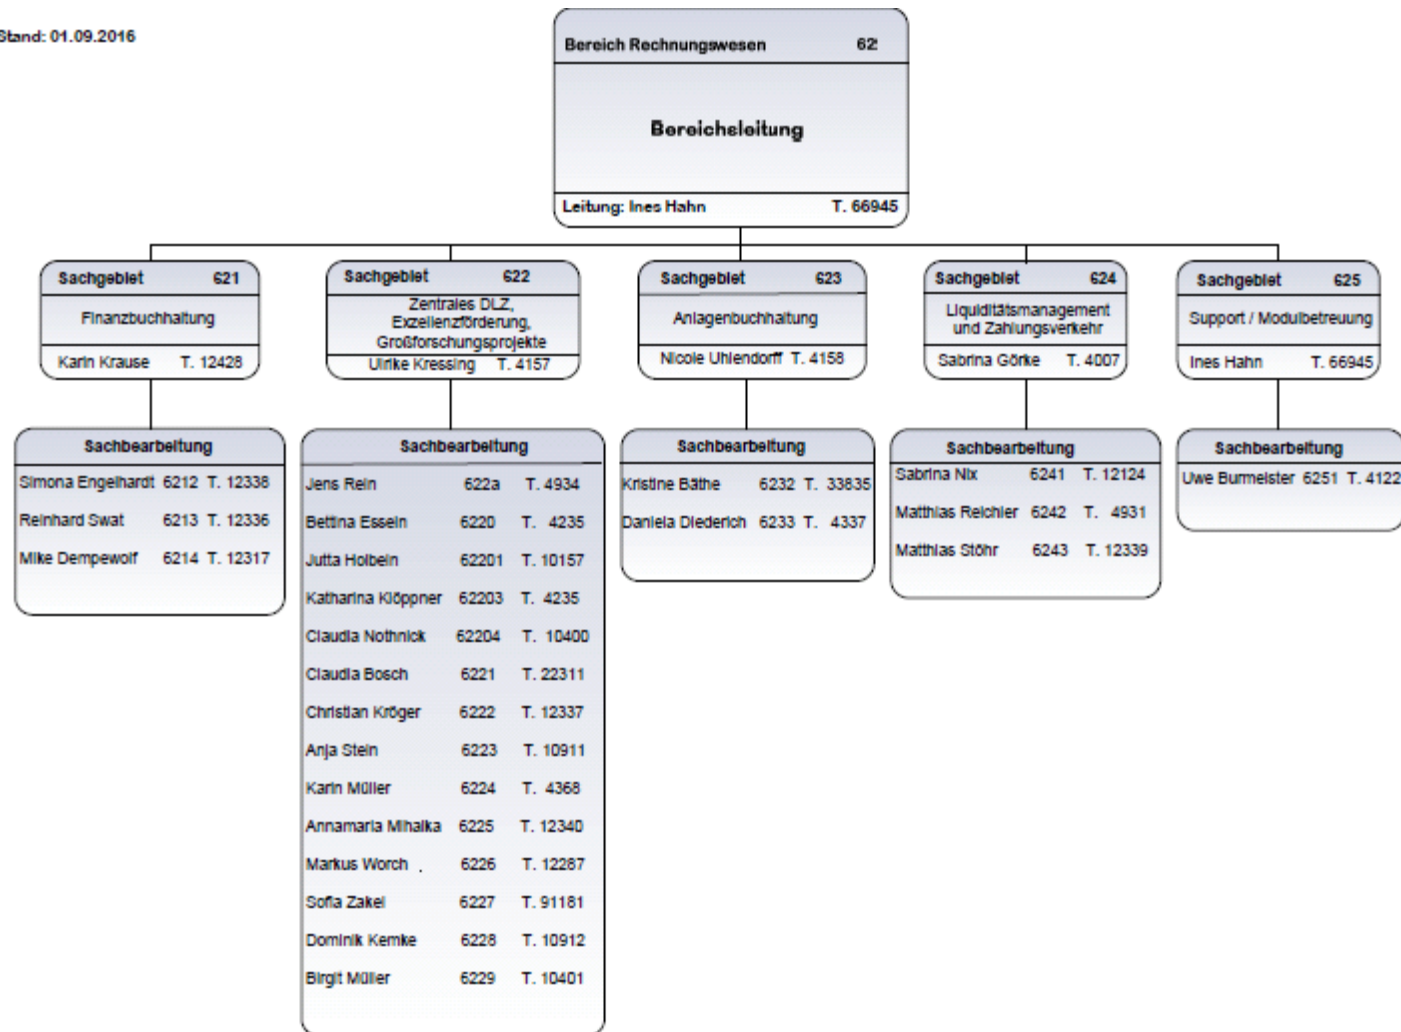 Stand: 01.09.2016
Bereich Rechnungswesen 62
Bereichsleitung
Leitung: Ines Hahn T. 66945
Sachgebiet 621
Finanzbuchhaltung
Karin Krause T. 12428
Sachgebiet 622
Zentrales DLZ,
Exzellenzförderung,
Großforschungsprojekte
Ulrike Kressing T. 4157
Sachgebiet 623
Anlagenbuchhaltung
Nicole Uhlendorff T. 4158
Sachgebiet 624
Liquiditätsmanagement
und Zahlungsverkehr
Sabrina Görke T. 4007
Sachgebiet 625
Support / Modulbetreuung
Ines Hahn T. 66945
Sachbearbeitung
Simona Engelhardt 6212 T. 12338
Reinhard Swat 6213 T. 12336
Mike Dempewolf 6214 T. 12317
Sachbearbeitung
Jens Rein 622a T. 4934
Bettina Esseln 6220 T. 4235
Jutta Holbein 62201 T. 10157
Katharina Klöppner 62203 T. 4235
Claudia Nothnick 62204 T. 10400
Claudia Bosch 6221 T. 22311
Christian Kröger 6222 T. 12337
Anja Stein 6223 T. 10911
Karin Müller 6224 T. 4368
Annamaria Mihalka 6225 T. 12340
Markus Worch 6226 T. 12287
Sofia Zakel 6227 T. 91181
Dominik Kemke 6228 T. 10912
Birgit Müller 6229 T. 10401
Sachbearbeitung
Kristine Bäthe 6232 T. 33835
Daniela Diederich 6233 T. 4337
Sachbearbeitung
Sabrina Nix 6241 T. 12124
Matthias Reichler 6242 T. 4931
Matthias Stöhr 6243 T. 12339
Sachbearbeitung
Uwe Burmeister 6251 T. 4122